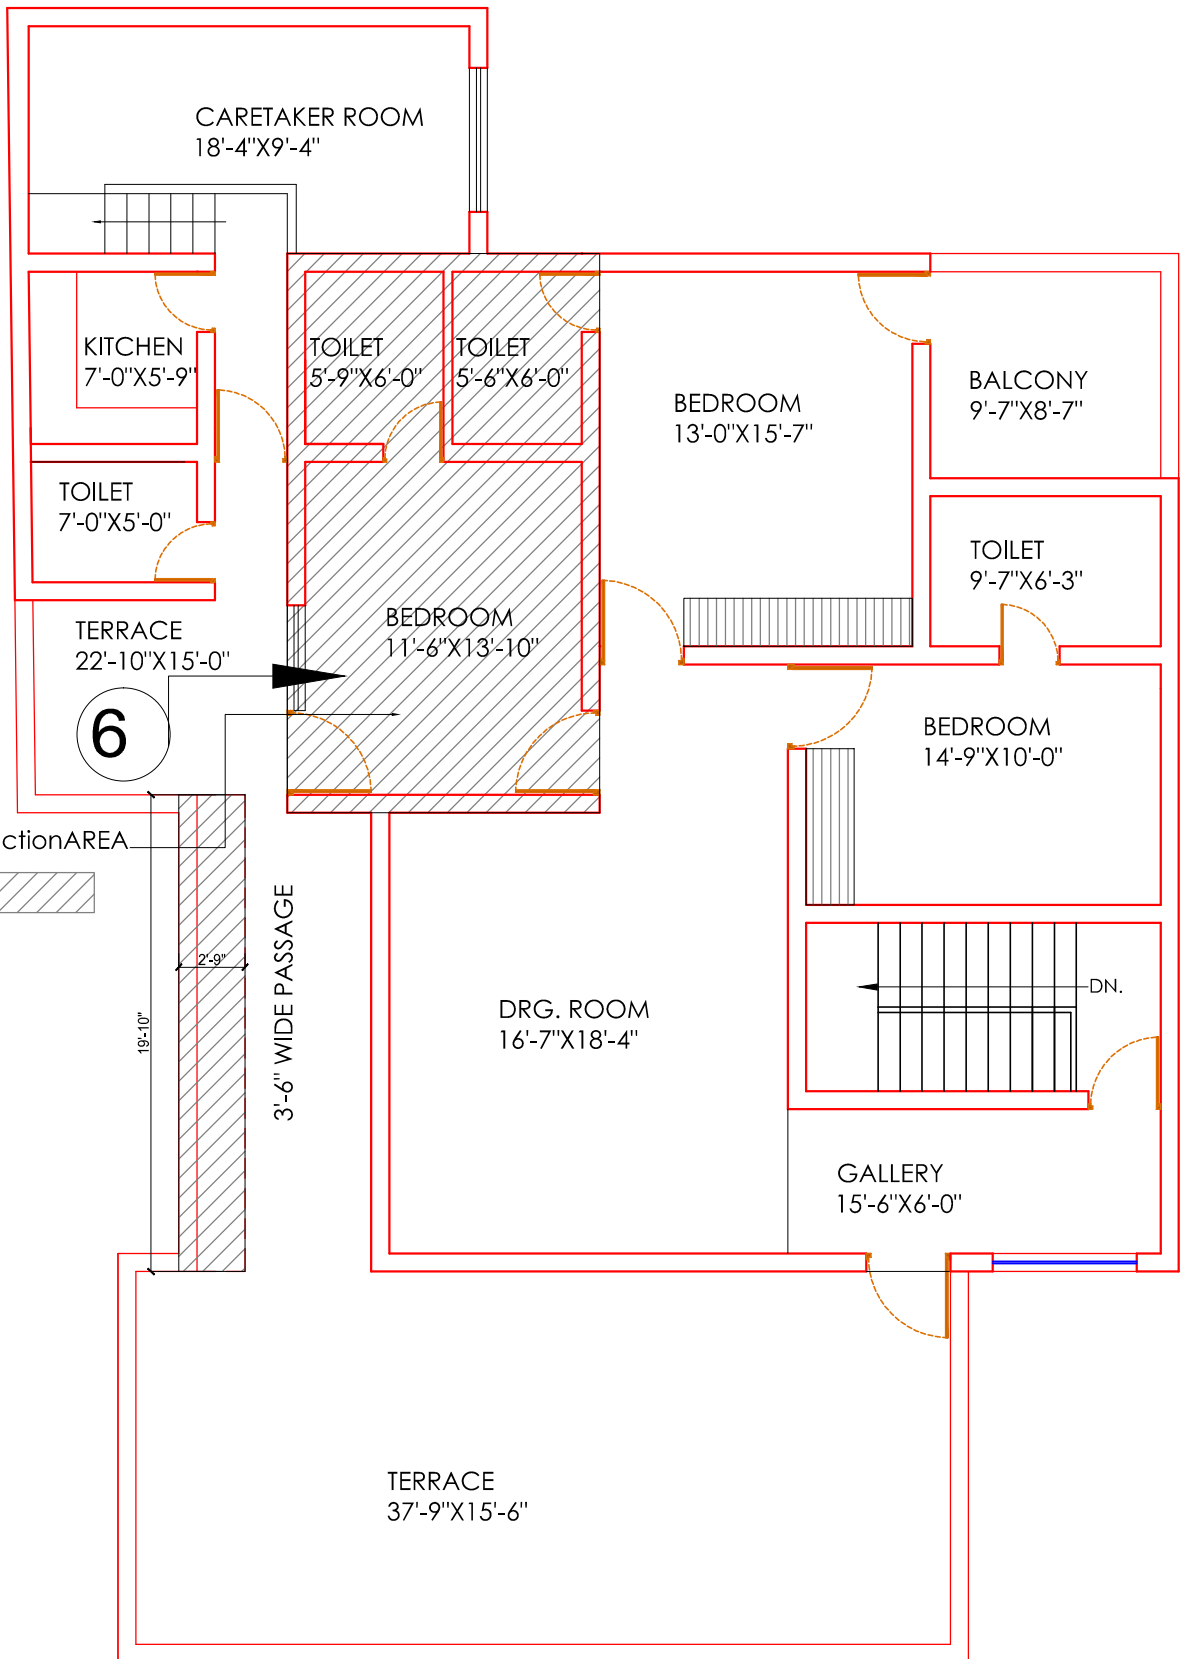 CARETAKER ROOM
18'-4"X9'-4"
KITCHEN
7'-0"X5'-9"
TOILET
5'-9"X6'-0"
TOILET
5'-6"X6'-0"
BEDROOM
13'-0"X15'-7"
BALCONY
9'-7"X8'-7"
TOILET
7'-0"X5'-0"
TOILET
9'-7"X6'-3"
TERRACE
22'-10"X15'-0"
BEDROOM
11'-6"X13'-10"
6
BEDROOM
14'-9"X10'-0"
ctionAREA
2'-9"
19'-10"
3'-6" WIDE PASSAGE
DRG. ROOM
16'-7"X18'-4"
DN.
GALLERY
15'-6"X6'-0"
TERRACE
37'-9"X15'-6"